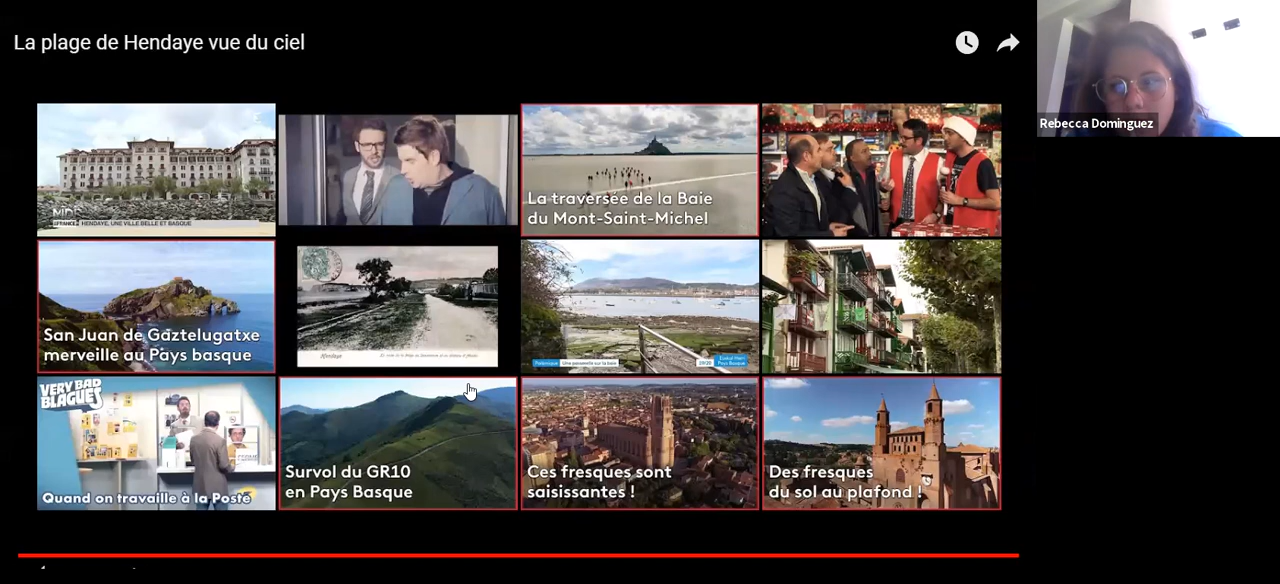 La plage de Hendaye vue du ciel
Rebecca Dominguez
MIDI
HENDAYE, UNE VILLE BELLE ET BASQUE
La traversée de la Baie
du Mont-Saint-Michel
San Juan de Gaztelugatxe
merveille au Pays basque
Hendaye
Polémique Une passerelle sur la baie
Euskal Herri
Pays Basque
VERY BAD
BLAGUES
Quand on travaille à la Poste
Survol du GR10
en Pays Basque
Ces fresques sont
saisissantes !
Des fresques
du sol au plafond !